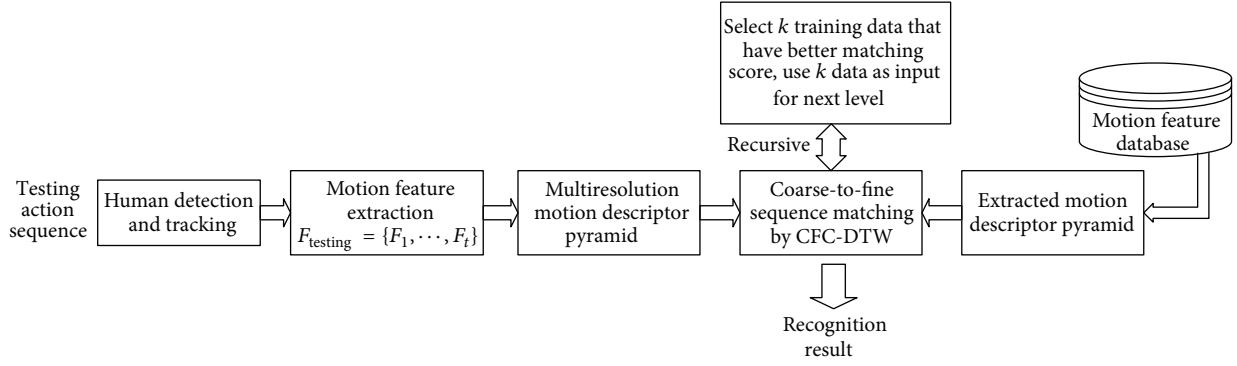 Select k training data that
have better matching
score, use k data as input
for next level
Motion feature
database
Recursive
Testing
action
sequence
Human detection
and tracking
Motion feature
extraction
F_testing = {F_1, ⋯, F_t}
Multiresolution
motion descriptor
pyramid
Coarse-to-fine
sequence matching
by CFC-DTW
Extracted motion
descriptor pyramid
Recognition
result